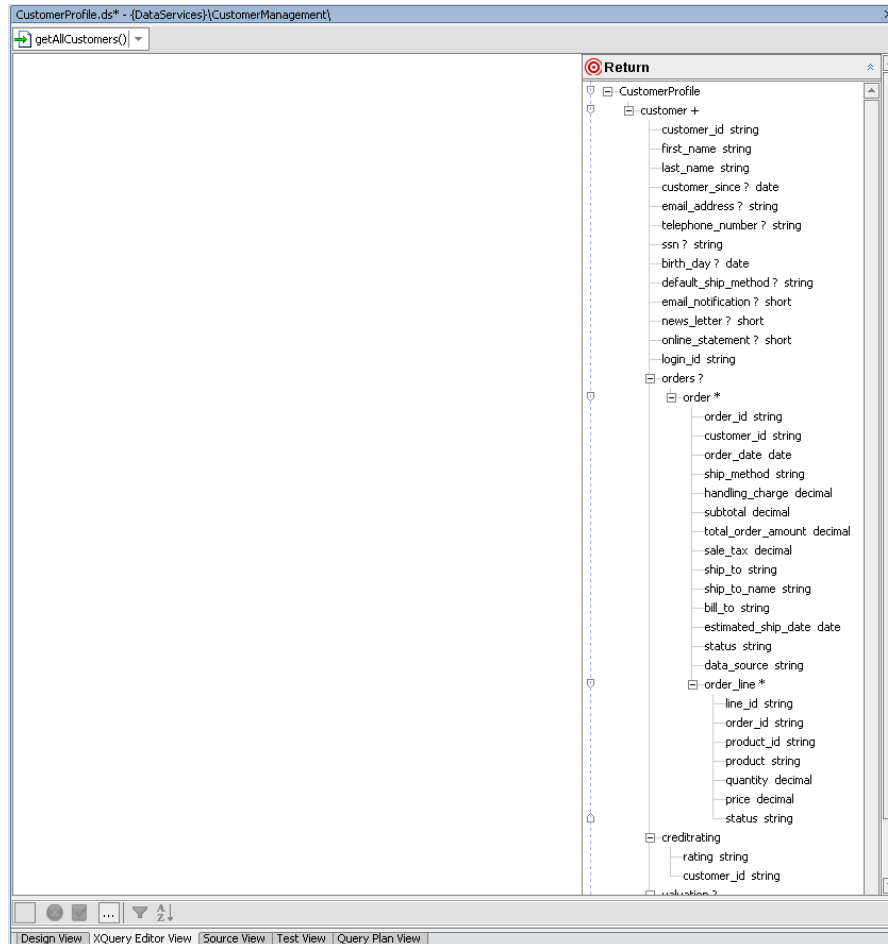 CustomerProfile.ds* - {DataServices}\CustomerManagement\
getAllCustomers()
Return
CustomerProfile
customer +
customer_id string
first_name string
last_name string
customer_since ? date
email_address ? string
telephone_number ? string
ssn ? string
birth_day ? date
default_ship_method ? string
email_notification ? short
news_letter ? short
online_statement ? short
login_id string
orders ?
order *
order_id string
customer_id string
order_date date
ship_method string
handling_charge decimal
subtotal decimal
total_order_amount decimal
sale_tax decimal
ship_to string
ship_to_name string
bill_to string
estimated_ship_date date
status string
data_source string
order_line *
line_id string
order_id string
product_id string
product string
quantity decimal
price decimal
status string
creditrating
rating string
customer_id string
valuation ?
...
Design View XQuery Editor View Source View Test View Query Plan View